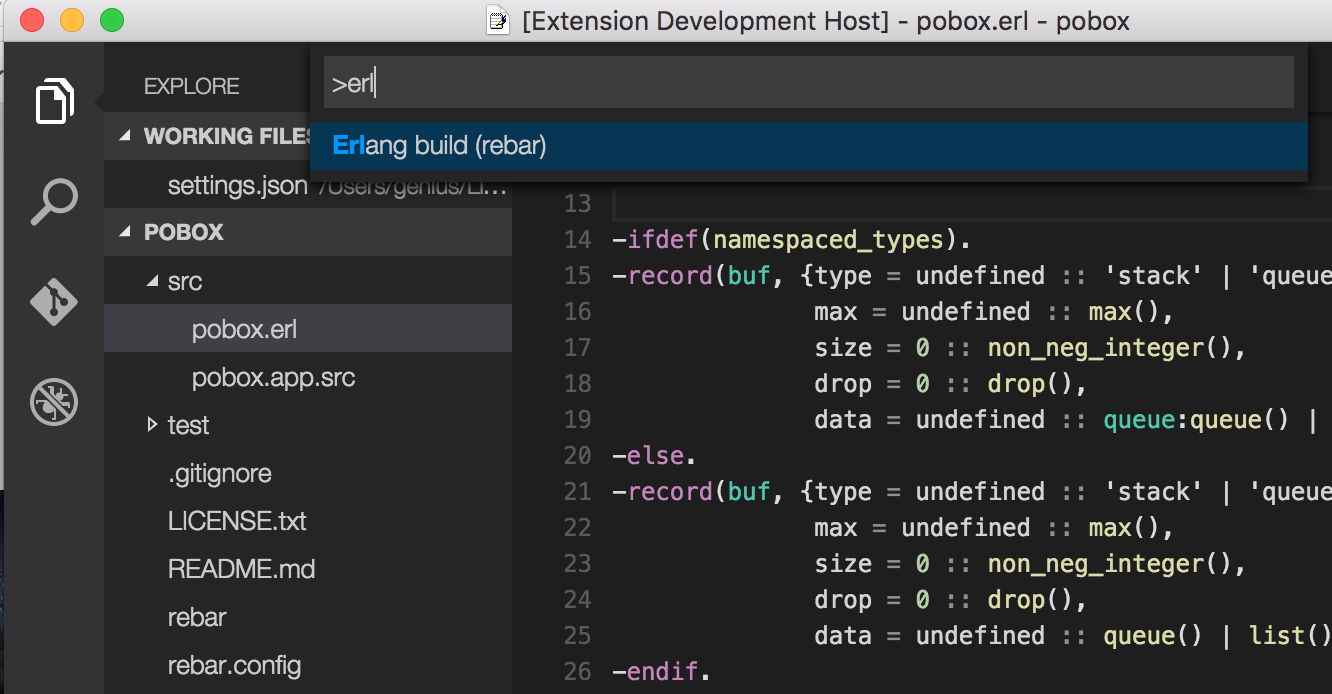 [Extension Development Host] - pobox.erl - pobox
EXPLORE
>erl
Erlang build (rebar)
WORKING FILES
settings.json /Users/genius/Li...
POBOX
src
pobox.erl
pobox.app.src
test
.gitignore
LICENSE.txt
README.md
rebar
rebar.config
13
14 -ifdef(namespaced_types).
15 -record(buf, {type = undefined :: 'stack' | 'queue
16 max = undefined :: max(),
17 size = 0 :: non_neg_integer(),
18 drop = 0 :: drop(),
19 data = undefined :: queue:queue() |
20 -else.
21 -record(buf, {type = undefined :: 'stack' | 'queue
22 max = undefined :: max(),
23 size = 0 :: non_neg_integer(),
24 drop = 0 :: drop(),
25 data = undefined :: queue() | list()
26 -endif.